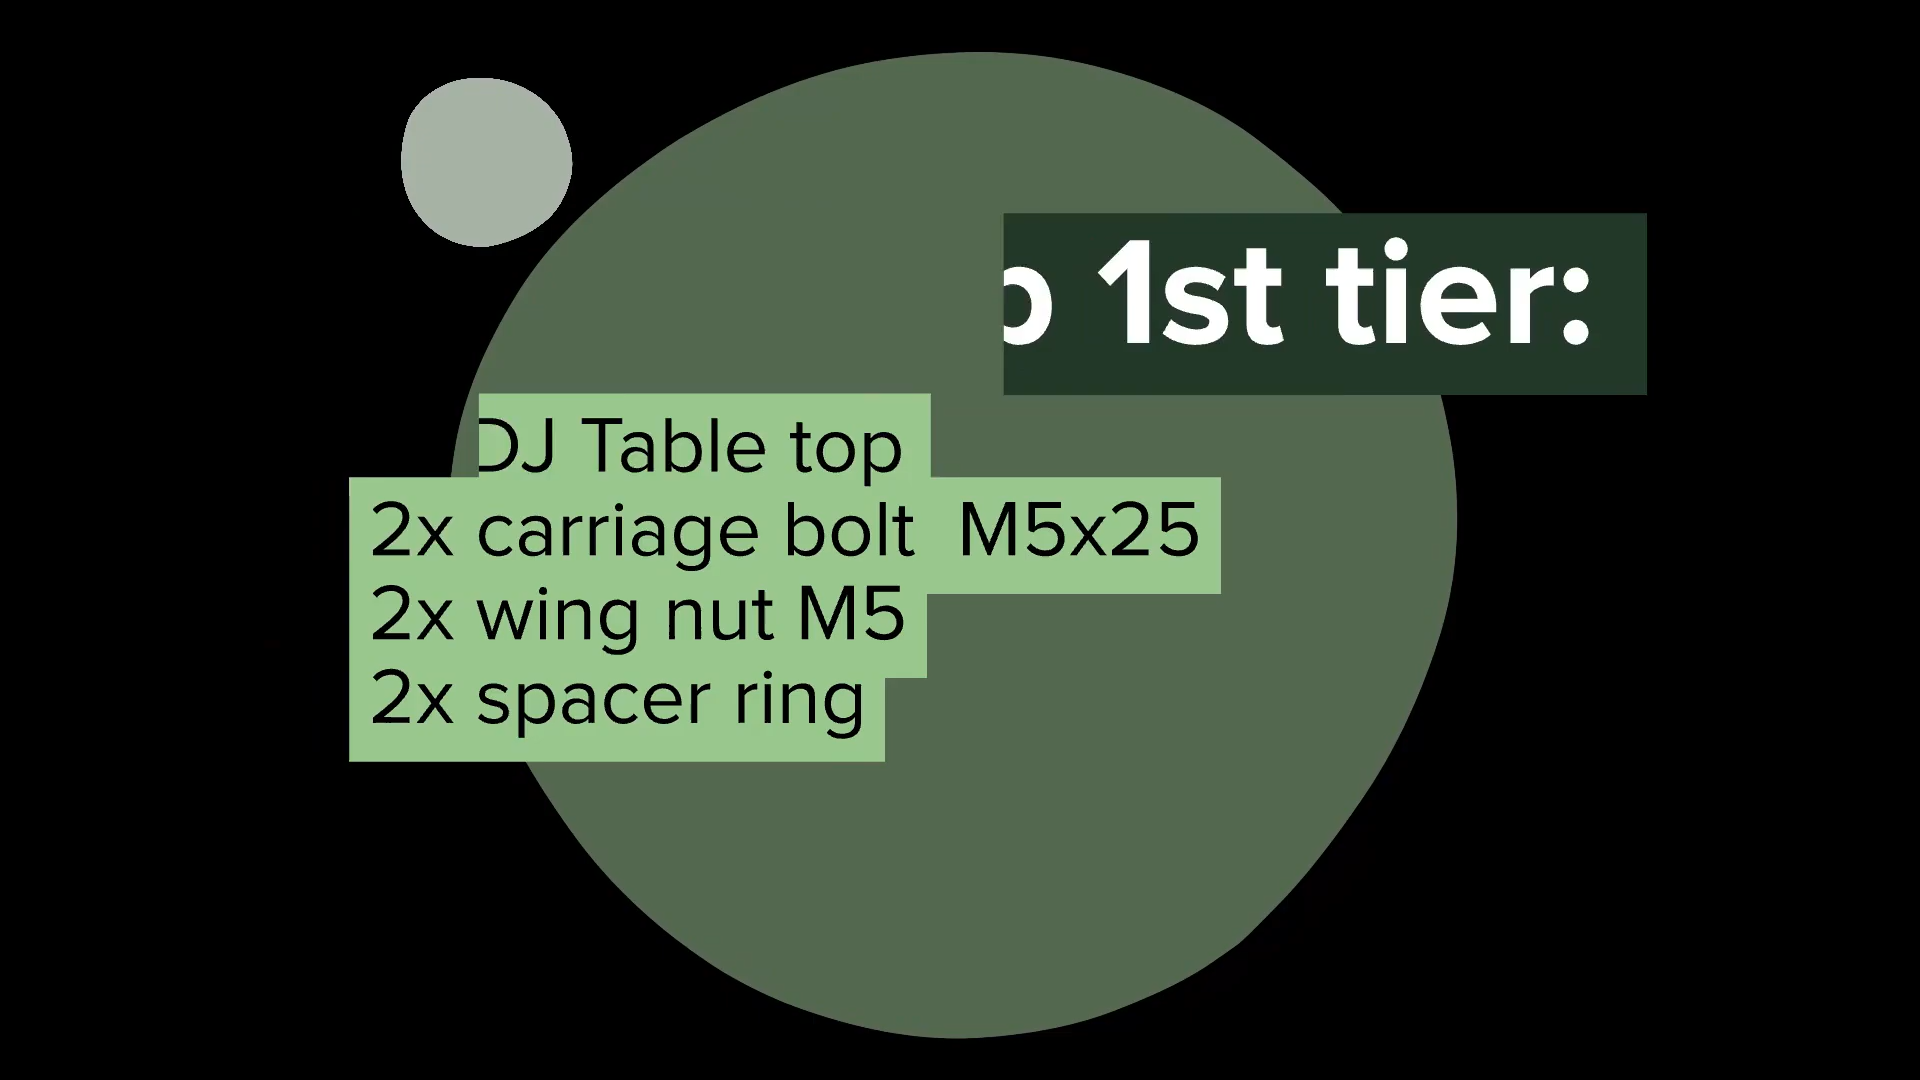 1st tier:
DJ Table top
2x carriage bolt  M5x25
2x wing nut M5
2x spacer ring